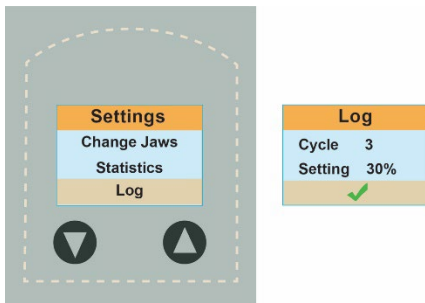 Settings
Change Jaws
Statistics
Log
Log
Cycle 3
Setting 30%